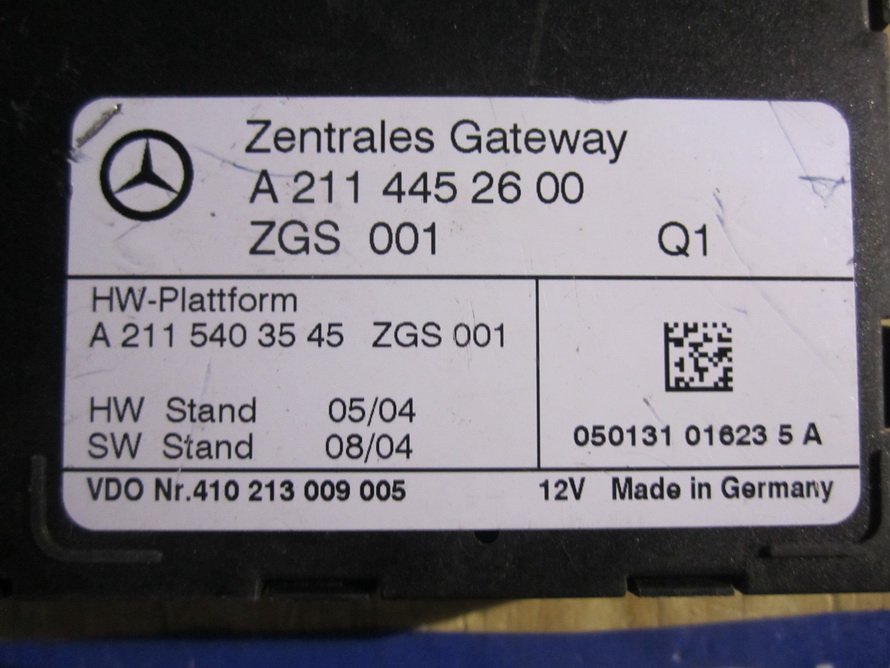 Zentrales Gateway
A 211 445 26 00
ZGS 001 Q1
HW-Plattform
A 211 540 35 45 ZGS 001
HW Stand 05/04
SW Stand 08/04
050131 01623 5 A
VDO Nr.410 213 009 005 12V Made in Germany